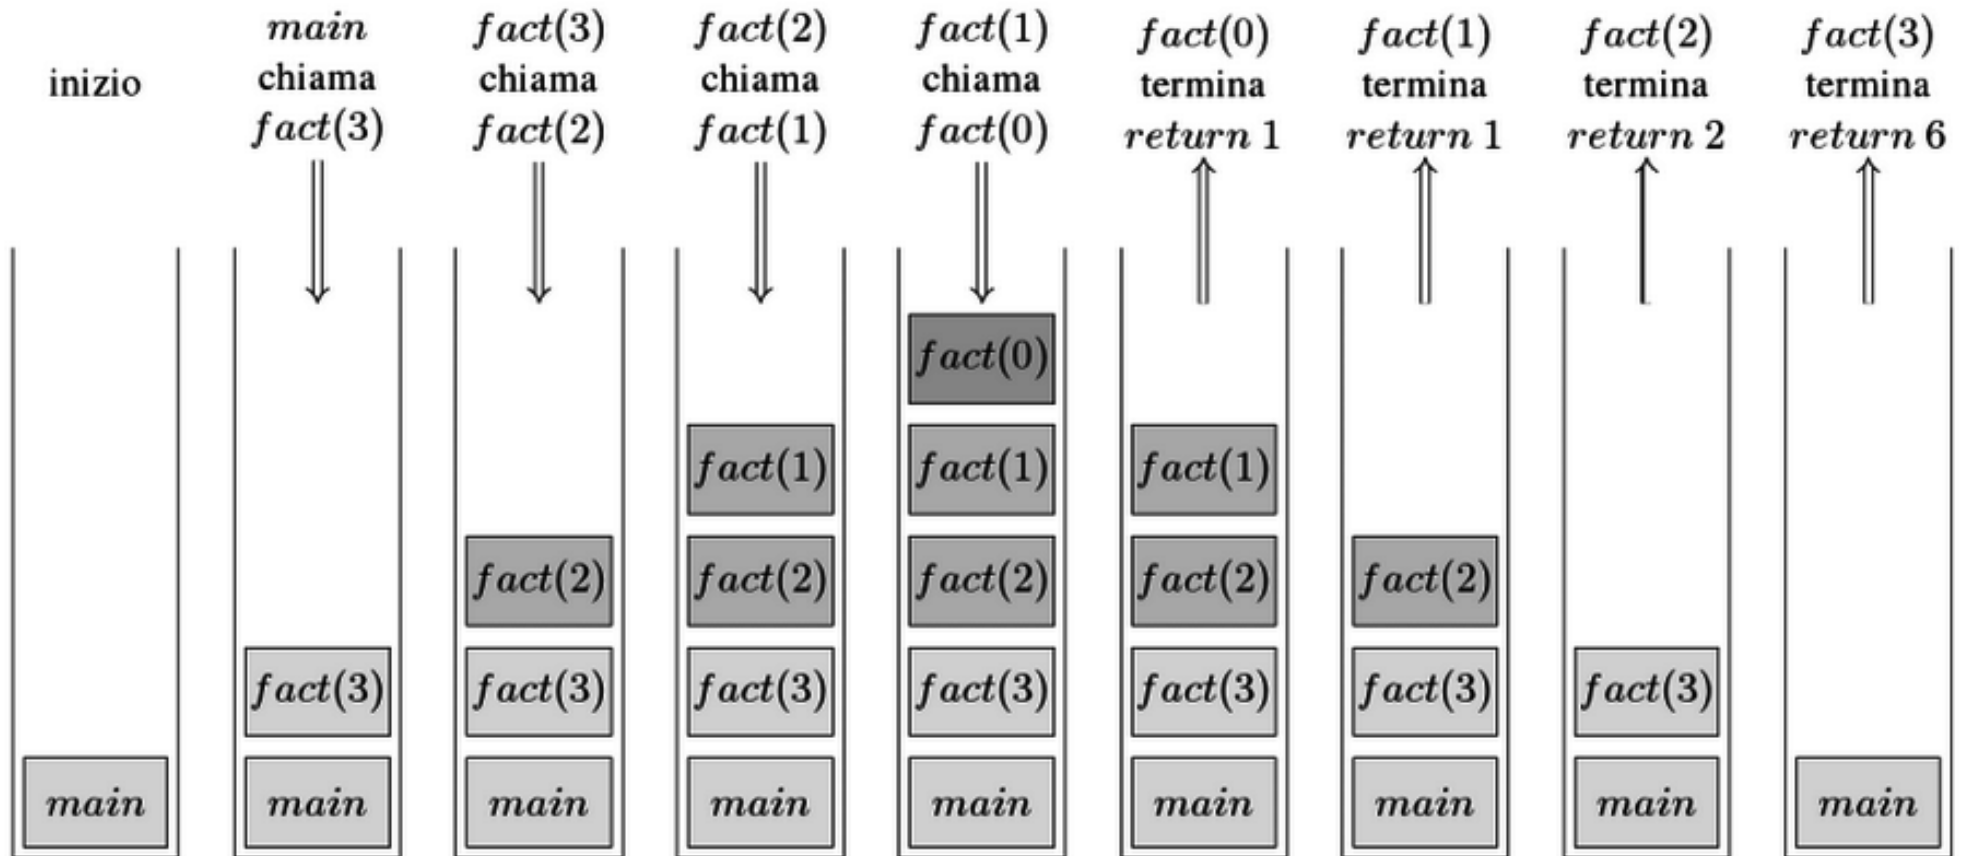 inizio
main
chiama
fact(3)
fact(3)
chiama
fact(2)
fact(2)
chiama
fact(1)
fact(1)
chiama
fact(0)
fact(0)
termina
return 1
fact(1)
termina
return 1
fact(2)
termina
return 2
fact(3)
termina
return 6
main
fact(3)
main
fact(2)
fact(3)
main
fact(1)
fact(2)
fact(3)
main
fact(0)
fact(1)
fact(2)
fact(3)
main
fact(1)
fact(2)
fact(3)
main
fact(2)
fact(3)
main
fact(3)
main
main